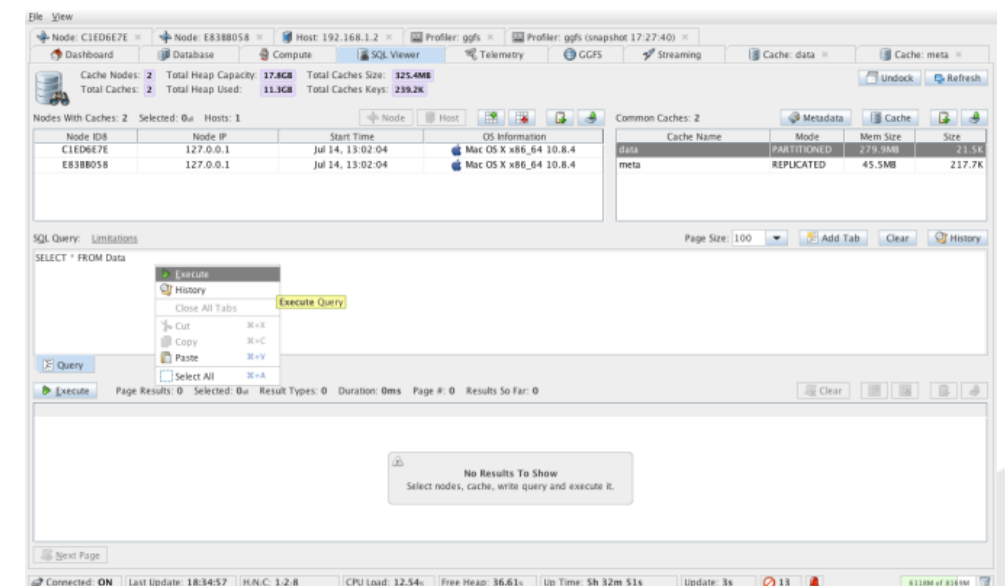 File View
Node: C1ED6E7E Node: E83BB058 Host: 192.168.1.2 Profiler: ggfs Profiler: ggfs (snapshot 17:27:40)
Dashboard Database Compute SQL Viewer Telemetry GGFS Streaming Cache: data Cache: meta
Cache Nodes: 2 Total Heap Capacity: 17.8GB Total Caches Size: 325.4MB Undock Refresh
Total Caches: 2 Total Heap Used: 11.3GB Total Caches Keys: 239.2K
Nodes With Caches: 2 Selected: 0 Hosts: 1 Node Host Common Caches: 2 Metadata Cache
Node ID8 Node IP Start Time OS Information Cache Name Mode Mem Size Size
C1ED6E7E 127.0.0.1 Jul 14, 13:02:04 Mac OS X x86_64 10.8.4 data PARTITIONED 279.9MB 21.5K
E83BB058 127.0.0.1 Jul 14, 13:02:04 Mac OS X x86_64 10.8.4 meta REPLICATED 45.5MB 217.7K
SQL Query: Limitations Page Size: 100 Add Tab Clear History
SELECT * FROM Data
Execute
History
Execute Query
Close All Tabs
Cut ⌘+X
Copy ⌘+C
Paste ⌘+V
Select All ⌘+A
Query
Execute Page Results: 0 Selected: 0 Result Types: 0 Duration: 0ms Page #: 0 Results So Far: 0 Clear
No Results To Show
Select nodes, cache, write query and execute it.
Next Page
Connected: ON Last Update: 18:34:57 H:N:C: 1:2:8 CPU Load: 12.54% Free Heap: 36.61% Up Time: 5h 32m 51s Update: 3s 13